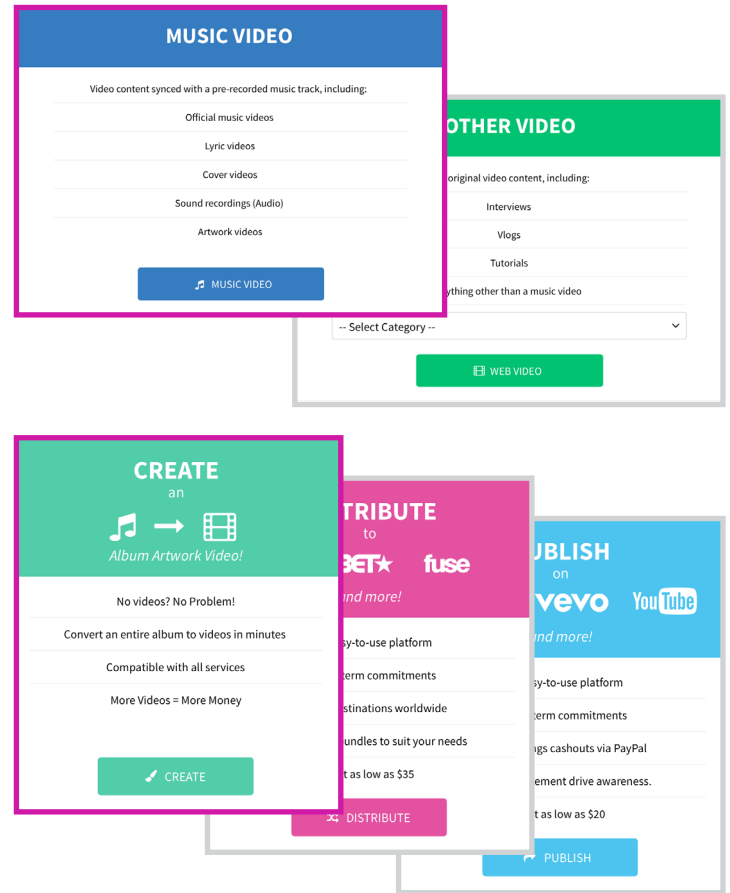 MUSIC VIDEO
Video content synced with a pre-recorded music track, including:
Official music videos
Lyric videos
Cover videos
Sound recordings (Audio)
Artwork videos
MUSIC VIDEO
OTHER VIDEO
original video content, including:
Interviews
Vlogs
Tutorials
ything other than a music video
-- Select Category --
WEB VIDEO
CREATE
an
Album Artwork Video!
No videos? No Problem!
Convert an entire album to videos in minutes
Compatible with all services
More Videos = More Money
CREATE
TRIBUTE
to
BET★ fuse
and more!
sy-to-use platform
term commitments
stinations worldwide
undles to suit your needs
t as low as $35
DISTRIBUTE
UBLISH
on
vevo YouTube
and more!
sy-to-use platform
term commitments
ngs cashouts via PayPal
ement drive awareness.
t as low as $20
PUBLISH